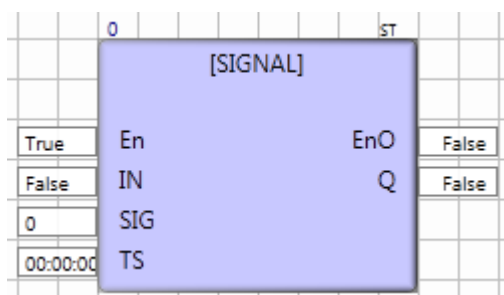 0 ST
[SIGNAL]
True En EnO False
False IN Q False
0 SIG
00:00:00 TS